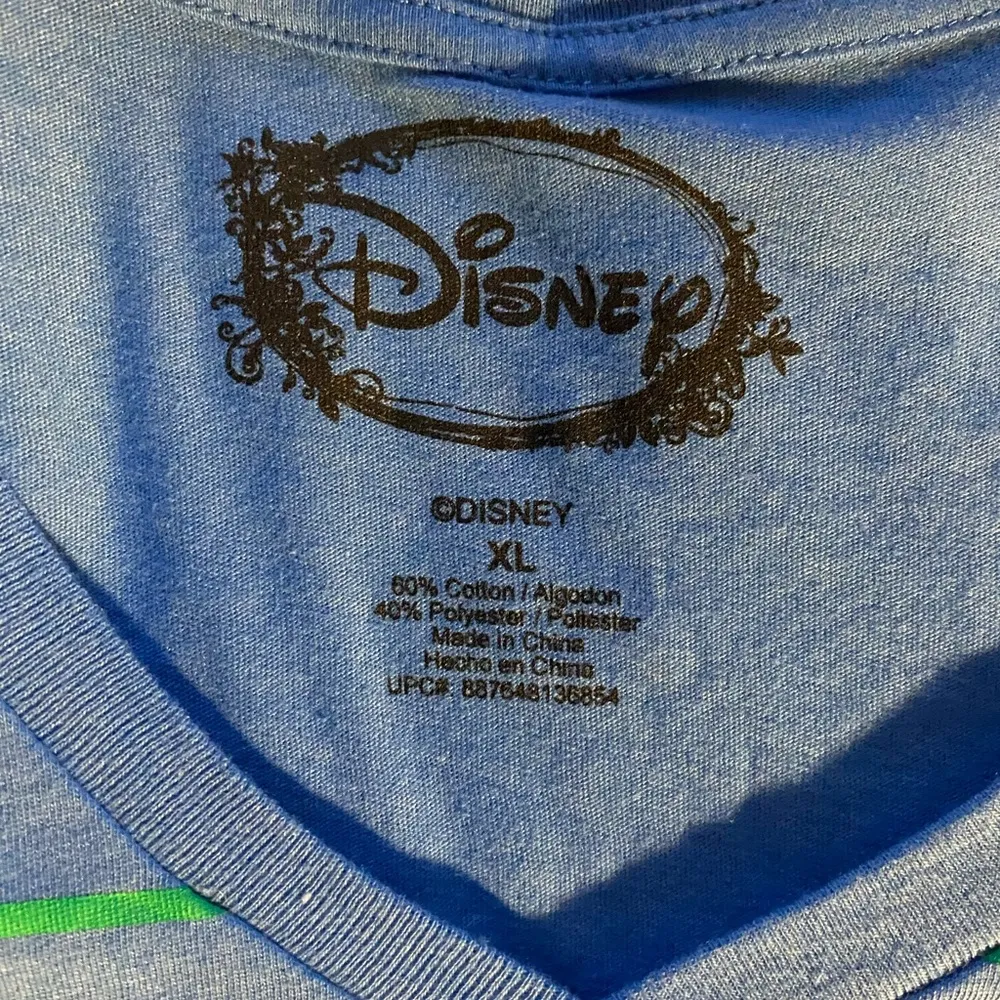 Disney
©DISNEY
XL
60% Cotton / Algodon
40% Polyester / Poliester
Made in China
Hecho en China
UPC#: 887648136854